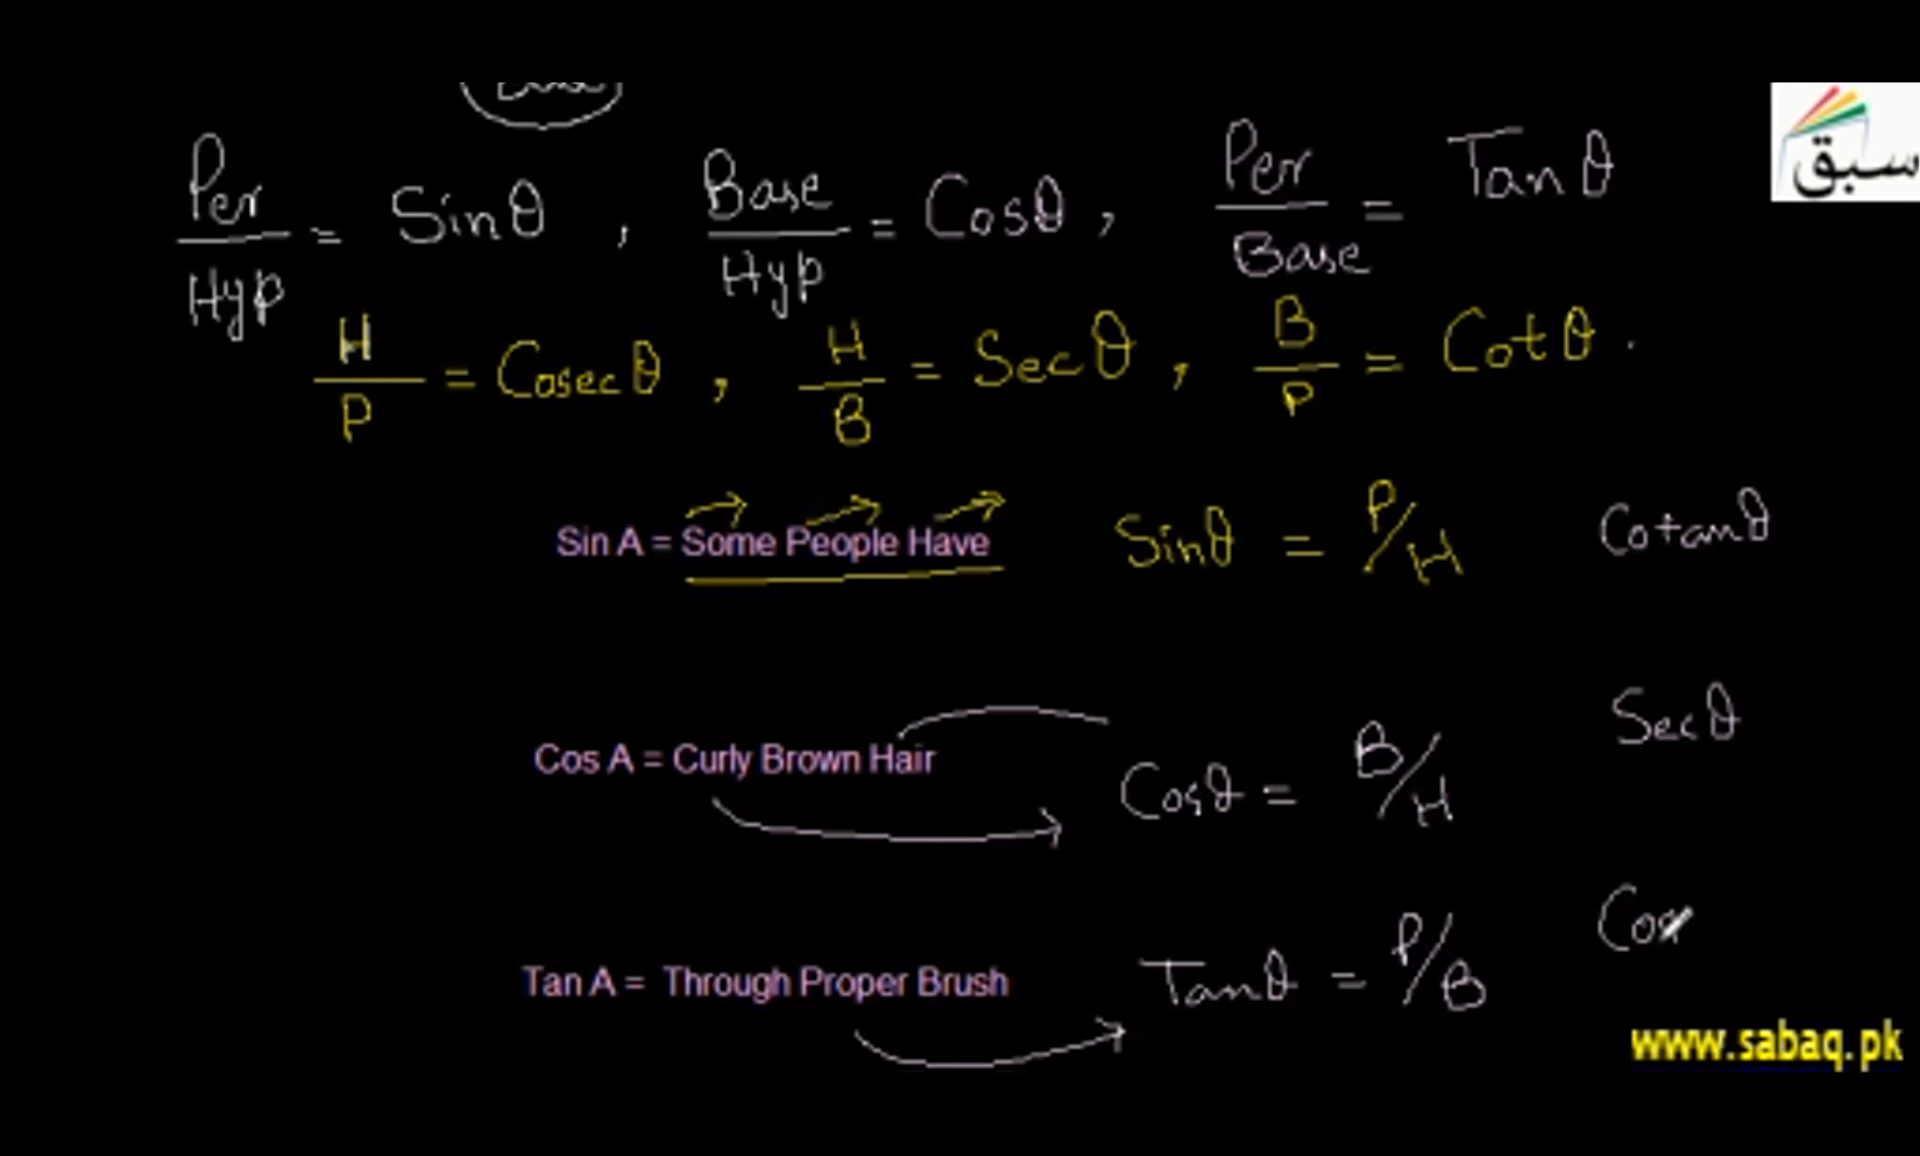 سبق
Per/Hyp = Sinθ , Base/Hyp = Cosθ, Per/Base = Tanθ
H/P = Cosecθ , H/B = Secθ , B/P = Cotθ .
Sin A = Some People Have Sinθ = P/H Cotanθ
Secθ
Cos A = Curly Brown Hair Cosθ = B/H
Cos
Tan A = Through Proper Brush Tanθ = P/B
www.sabaq.pk